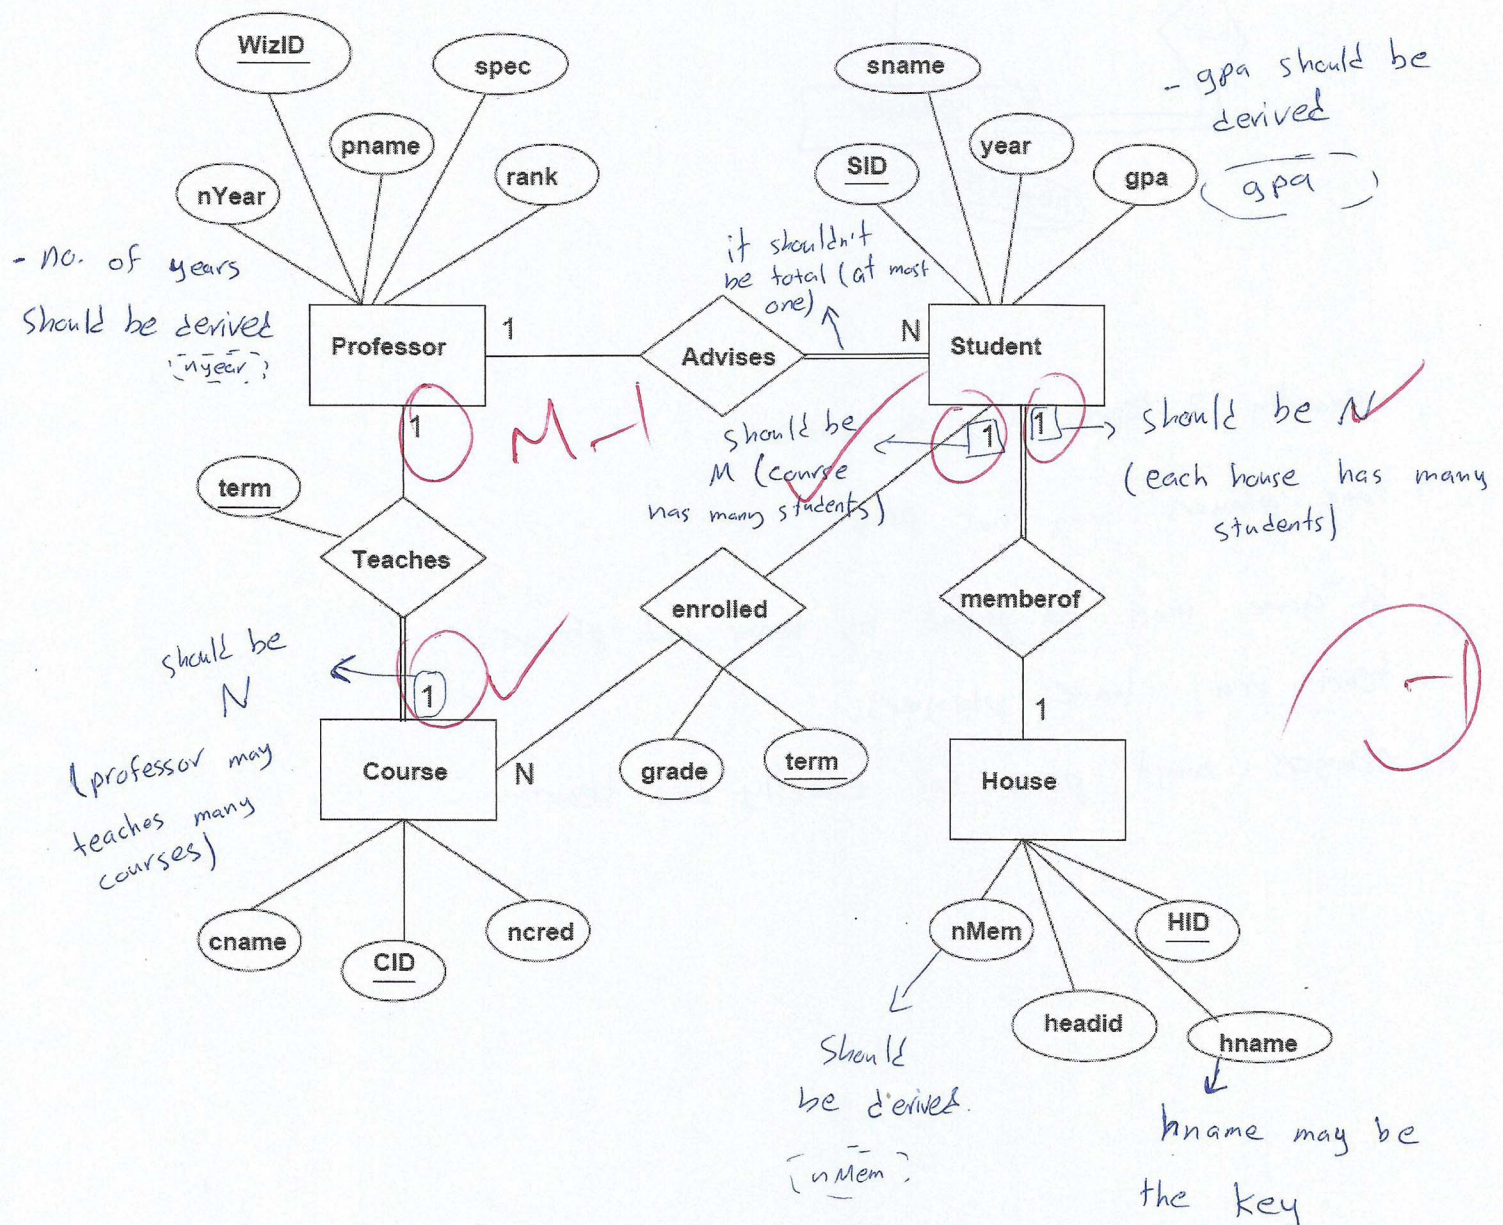 WizID
spec
sname
- gpa should be
derived
pname
year
nYear
rank
SID
gpa
gpa
- no. of years
should be derived
nyear
it shouldn't
be total (at most
one)
Professor
1
Advises
N
Student
1
M -1
should be
M (course
has many students)
1
1
should be N
(each house has many
students)
term
Teaches
enrolled
memberof
should be
N
(professor may
teaches many
courses)
1
-1
1
Course
N
grade
term
House
cname
CID
ncred
nMem
HID
headid
hname
Should
be derived.
nMem
hname may be
the key